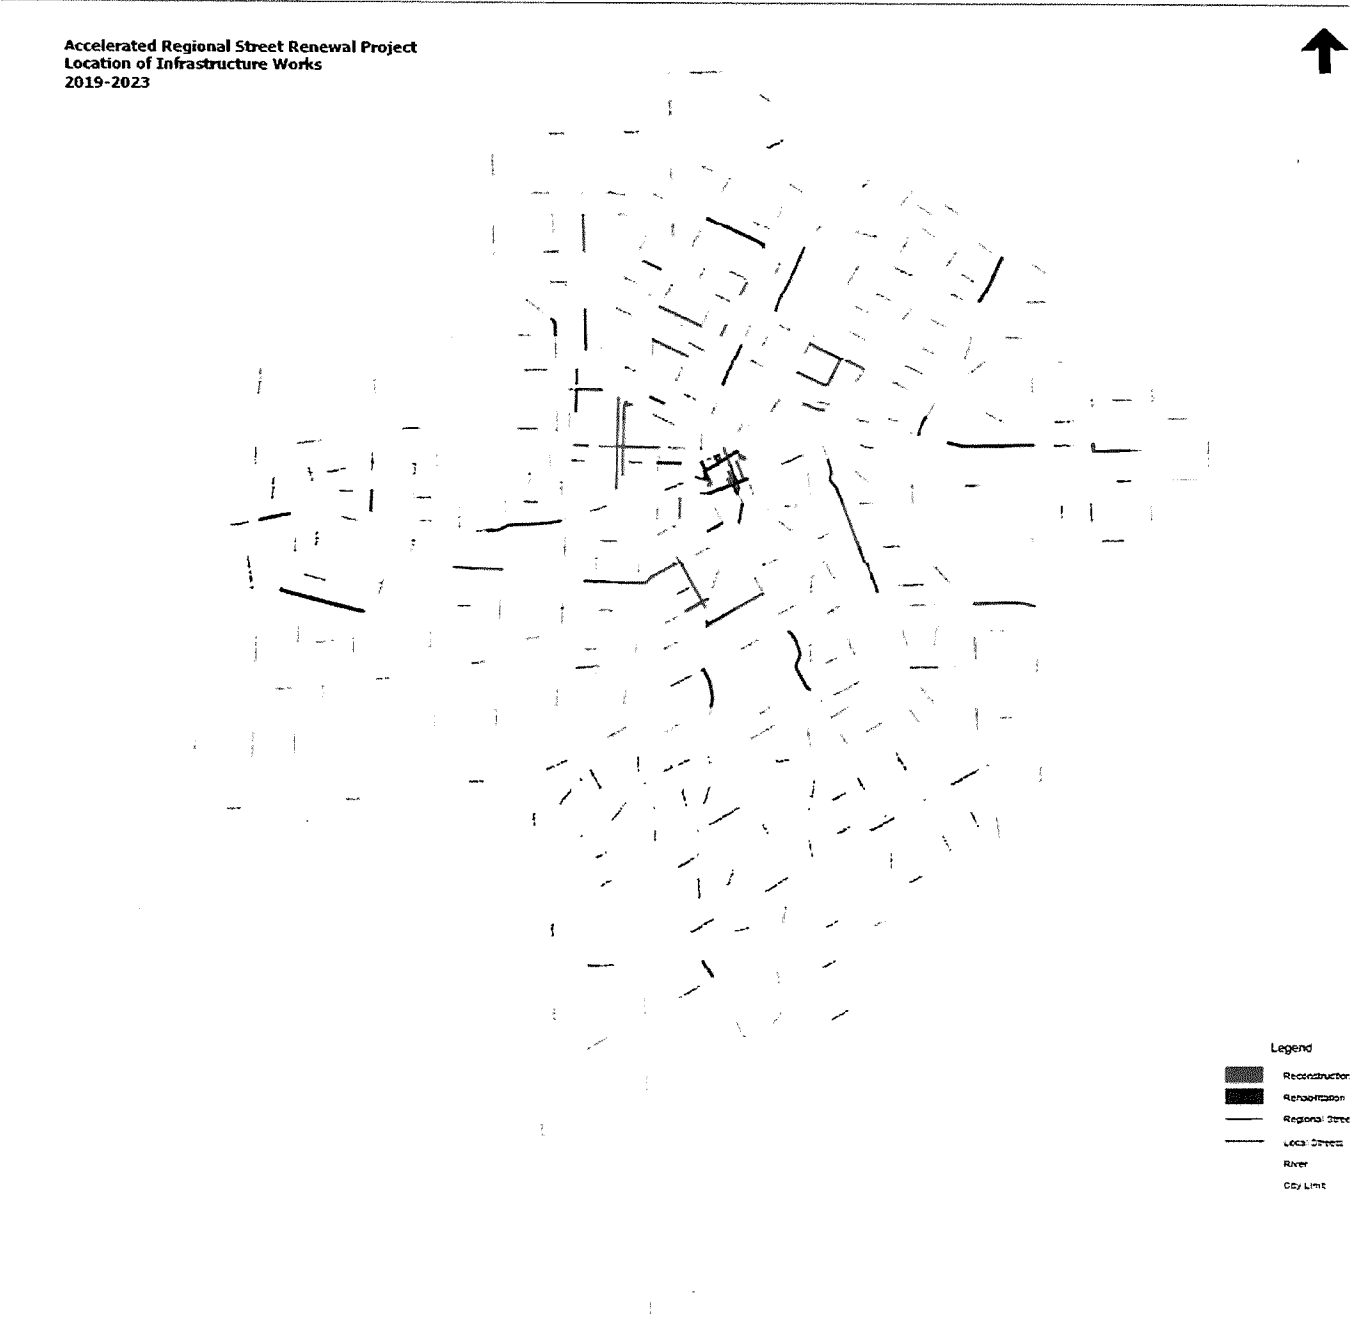 Accelerated Regional Street Renewal Project
Location of Infrastructure Works
2019-2023
Legend
Reconstruction
Rehabilitation
Regional Stree
Local Streets
River
City Limit